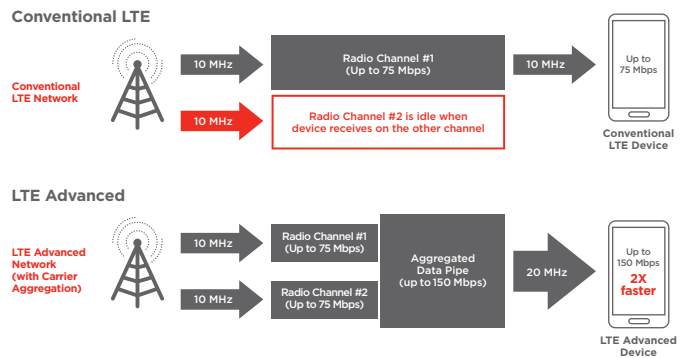 Conventional LTE
Conventional
LTE Network
10 MHz
10 MHz
Radio Channel #1
(Up to 75 Mbps)
Radio Channel #2 is idle when
device receives on the other channel
10 MHz
Up to
75 Mbps
Conventional
LTE Device
LTE Advanced
LTE Advanced
Network
(with Carrier
Aggregation)
10 MHz
10 MHz
Radio Channel #1
(Up to 75 Mbps)
Radio Channel #2
(Up to 75 Mbps)
Aggregated
Data Pipe
(up to 150 Mbps)
20 MHz
Up to
150 Mbps
2X
faster
LTE Advanced
Device